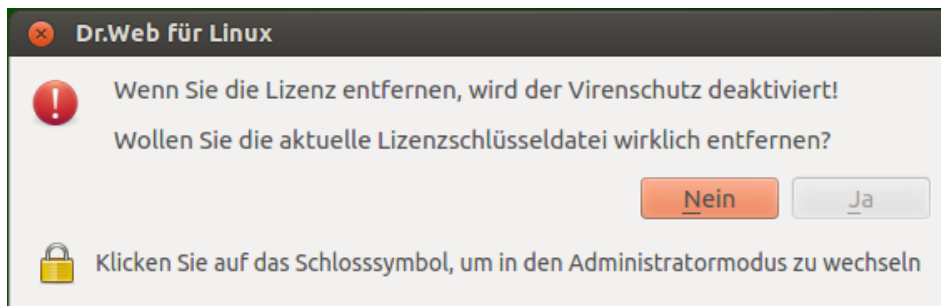 Dr.Web für Linux
Wenn Sie die Lizenz entfernen, wird der Virenschutz deaktiviert!
Wollen Sie die aktuelle Lizenzschlüsseldatei wirklich entfernen?
Nein Ja
Klicken Sie auf das Schlosssymbol, um in den Administratormodus zu wechseln